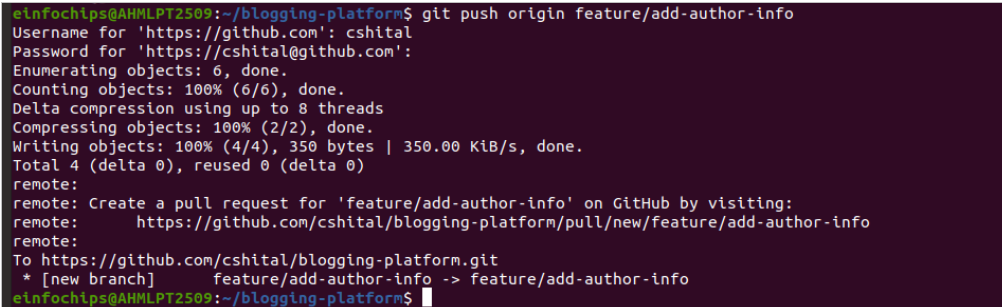 einfochips@AHMLPT2509:~/blogging-platform$ git push origin feature/add-author-info
Username for 'https://github.com': cshital
Password for 'https://cshital@github.com':
Enumerating objects: 6, done.
Counting objects: 100% (6/6), done.
Delta compression using up to 8 threads
Compressing objects: 100% (2/2), done.
Writing objects: 100% (4/4), 350 bytes | 350.00 KiB/s, done.
Total 4 (delta 0), reused 0 (delta 0)
remote:
remote: Create a pull request for 'feature/add-author-info' on GitHub by visiting:
remote:      https://github.com/cshital/blogging-platform/pull/new/feature/add-author-info
remote:
To https://github.com/cshital/blogging-platform.git
 * [new branch]      feature/add-author-info -> feature/add-author-info
einfochips@AHMLPT2509:~/blogging-platform$